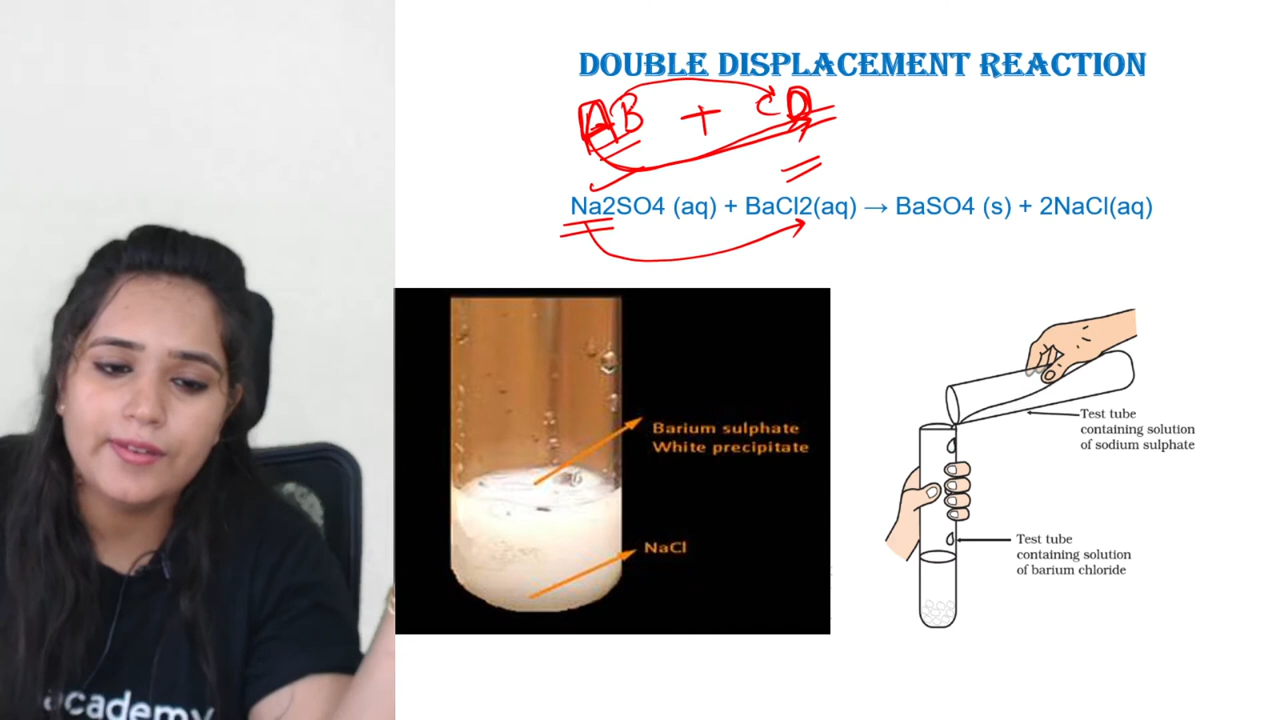 DOUBLE DISPLACEMENT REACTION
AB + CD
Na2SO4 (aq) + BaCl2(aq) → BaSO4 (s) + 2NaCl(aq)
Barium sulphate
White precipitate
NaCl
Test tube
containing solution
of sodium sulphate
Test tube
containing solution
of barium chloride
academy